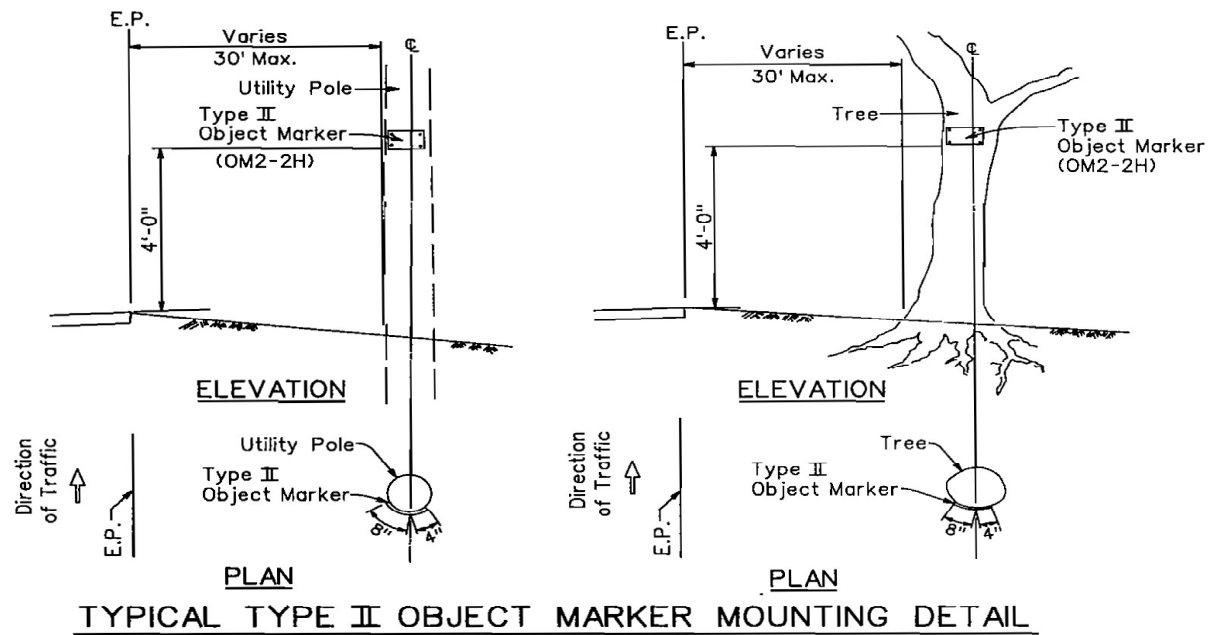 E.P.
Varies
30' Max.
℄
Utility Pole
Type II
Object Marker
(OM2-2H)
4'-0"
ELEVATION
E.P.
Varies
30' Max.
℄
Tree
Type II
Object Marker
(OM2-2H)
4'-0"
ELEVATION
Direction
of Traffic
E.P.
Utility Pole
Type II
Object Marker
8"
4"
PLAN
Direction
of Traffic
E.P.
Tree
Type II
Object Marker
8"
4"
PLAN
TYPICAL TYPE II OBJECT MARKER MOUNTING DETAIL